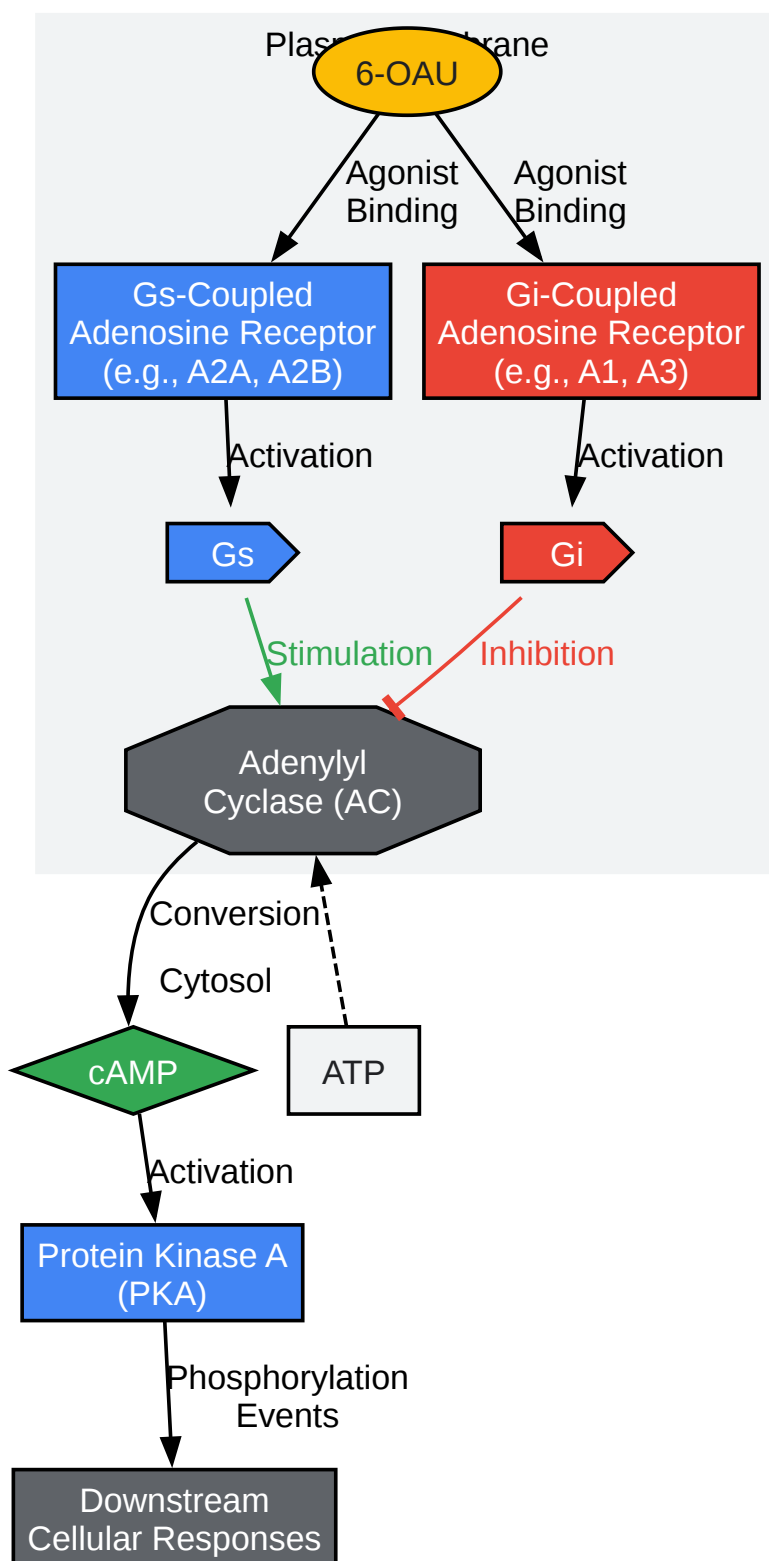 6-OAU
Agonist
Binding
Agonist
Binding
Gs-Coupled
Adenosine Receptor
(e.g., A2A, A2B)
Gi-Coupled
Adenosine Receptor
(e.g., A1, A3)
Activation
Activation
Gs
Gi
Stimulation
Inhibition
Adenylyl
Cyclase (AC)
Conversion
Cytosol
cAMP
ATP
Activation
Protein Kinase A
(PKA)
Phosphorylation
Events
Downstream
Cellular Responses